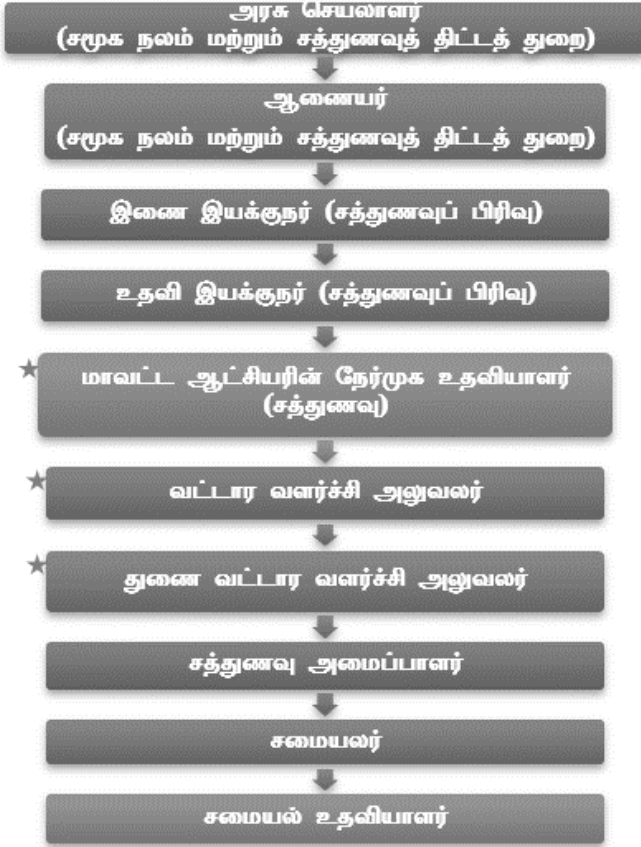 அரசு செயலாளர்
(சமூக நலம் மற்றும் சத்துணவுத் திட்டத் துறை)
ஆணையர்
(சமூக நலம் மற்றும் சத்துணவுத் திட்டத் துறை)
இணை இயக்குநர் (சத்துணவுப் பிரிவு)
உதவி இயக்குநர் (சத்துணவுப் பிரிவு)
மாவட்ட ஆட்சியரின் நேர்முக உதவியாளர்
(சத்துணவு)
வட்டார வளர்ச்சி அலுவலர்
துணை வட்டார வளர்ச்சி அலுவலர்
சத்துணவு அமைப்பாளர்
சமையலர்
சமையல் உதவியாளர்